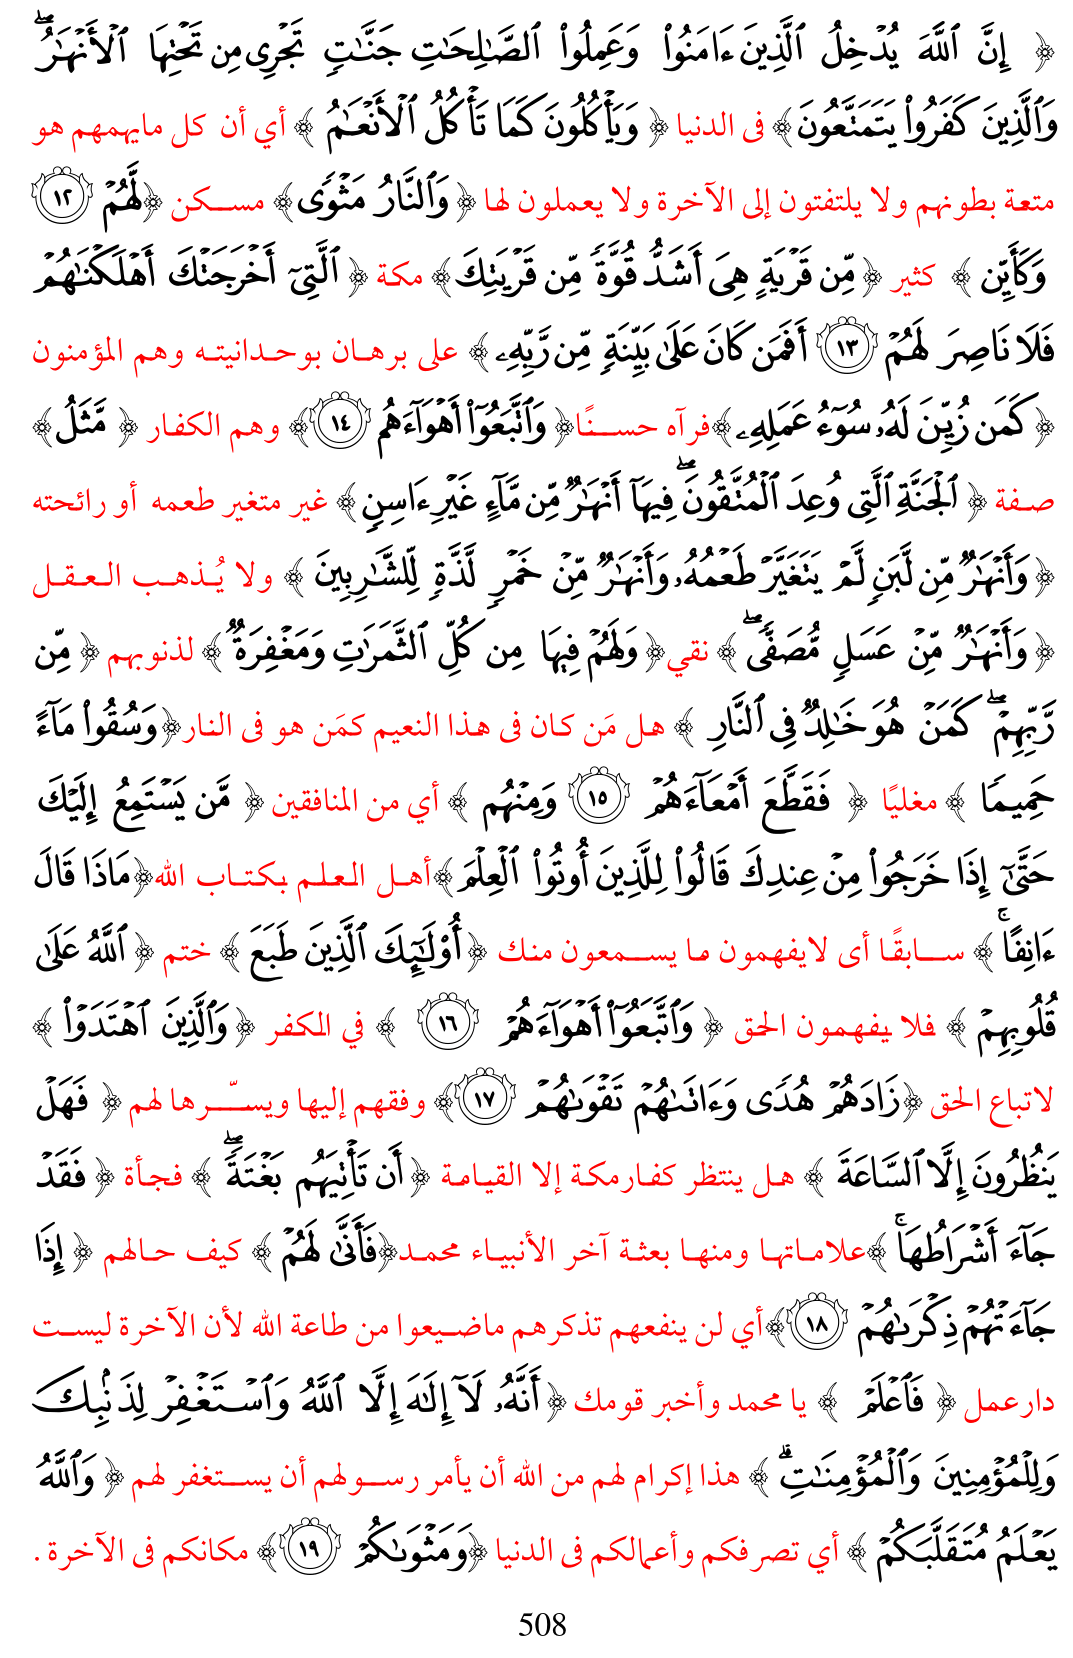 ﴿ إِنَّ ٱللَّهَ يُدۡخِلُ ٱلَّذِينَ ءَامَنُواْ وَعَمِلُواْ ٱلصَّٰلِحَٰتِ جَنَّٰتٖ تَجۡرِي مِن تَحۡتِهَا ٱلۡأَنۡهَٰرُۖ
وَٱلَّذِينَ كَفَرُواْ يَتَمَتَّعُونَ ﴾ فى الدنيا ﴿ وَيَأۡكُلُونَ كَمَا تَأۡكُلُ ٱلۡأَنۡعَٰمُ ﴾ أي أن كل مايهمهم هو
متعة بطونهم ولا يلتفتون إلى الآخرة ولا يعملون لها ﴿ وَٱلنَّارُ مَثۡوٗى ﴾ مسكن ﴿ لَّهُمۡ ١٢
وَكَأَيِّن ﴾ كثير ﴿ مِّن قَرۡيَةٍ هِيَ أَشَدُّ قُوَّةٗ مِّن قَرۡيَتِكَ ﴾ مكة ﴿ ٱلَّتِيٓ أَخۡرَجَتۡكَ أَهۡلَكۡنَٰهُمۡ
فَلَا نَاصِرَ لَهُمۡ ١٣ أَفَمَن كَانَ عَلَىٰ بَيِّنَةٖ مِّن رَّبِّهِۦ ﴾ على برهان بوحدانيته وهم المؤمنون
﴿ كَمَن زُيِّنَ لَهُۥ سُوٓءُ عَمَلِهِۦ ﴾ فرآه حسنًا ﴿ وَٱتَّبَعُوٓاْ أَهۡوَآءَهُم ١٤ ﴾ وهم الكفار ﴿ مَّثَلُ ﴾
صفة ﴿ ٱلۡجَنَّةِ ٱلَّتِي وُعِدَ ٱلۡمُتَّقُونَۖ فِيهَآ أَنۡهَٰرٞ مِّن مَّآءٍ غَيۡرِ ءَاسِنٖ ﴾ غير متغير طعمه أو رائحته
﴿ وَأَنۡهَٰرٞ مِّن لَّبَنٖ لَّمۡ يَتَغَيَّرۡ طَعۡمُهُۥ وَأَنۡهَٰرٞ مِّنۡ خَمۡرٖ لَّذَّةٖ لِّلشَّٰرِبِينَ ﴾ ولا يُذهب العقل
﴿ وَأَنۡهَٰرٞ مِّنۡ عَسَلٖ مُّصَفّٗىۖ ﴾ نقي ﴿ وَلَهُمۡ فِيهَا مِن كُلِّ ٱلثَّمَرَٰتِ وَمَغۡفِرَةٞ ﴾ لذنوبهم ﴿ مِّن
رَّبِّهِمۡۖ كَمَنۡ هُوَ خَٰلِدٞ فِي ٱلنَّارِ ﴾ هل مَن كان فى هذا النعيم كمَن هو فى النار ﴿ وَسُقُواْ مَآءً
حَمِيمٗا ﴾ مغليًا ﴿ فَقَطَّعَ أَمۡعَآءَهُمۡ ١٥ وَمِنۡهُم ﴾ أي من المنافقين ﴿ مَّن يَسۡتَمِعُ إِلَيۡكَ
حَتَّىٰٓ إِذَا خَرَجُواْ مِنۡ عِندِكَ قَالُواْ لِلَّذِينَ أُوتُواْ ٱلۡعِلۡمَ ﴾ أهل العلم بكتاب الله ﴿ مَاذَا قَالَ
ءَانِفًاۚ ﴾ سابقًا أى لايفهمون ما يسمعون منك ﴿ أُوْلَٰٓئِكَ ٱلَّذِينَ طَبَعَ ﴾ ختم ﴿ ٱللَّهُ عَلَىٰ
قُلُوبِهِمۡ ﴾ فلا يفهمون الحق ﴿ وَٱتَّبَعُوٓاْ أَهۡوَآءَهُمۡ ١٦ ﴾ في المكفر ﴿ وَٱلَّذِينَ ٱهۡتَدَوۡاْ ﴾
لاتباع الحق ﴿ زَادَهُمۡ هُدٗى وَءَاتَىٰهُمۡ تَقۡوَىٰهُمۡ ١٧ ﴾ وفقهم إليها ويسّرها لهم ﴿ فَهَلۡ
يَنظُرُونَ إِلَّا ٱلسَّاعَةَ ﴾ هل ينتظر كفارمكة إلا القيامة ﴿ أَن تَأۡتِيَهُم بَغۡتَةٗۖ ﴾ فجأة ﴿ فَقَدۡ
جَآءَ أَشۡرَاطُهَاۚ ﴾ علاماتها ومنها بعثة آخر الأنبياء محمد ﴿ فَأَنَّىٰ لَهُمۡ ﴾ كيف حالهم ﴿ إِذَا
جَآءَتۡهُمۡ ذِكۡرَىٰهُمۡ ١٨ ﴾ أي لن ينفعهم تذكرهم ماضيعوا من طاعة الله لأن الآخرة ليست
دارعمل ﴿ فَٱعۡلَمۡ ﴾ يا محمد وأخبر قومك ﴿ أَنَّهُۥ لَآ إِلَٰهَ إِلَّا ٱللَّهُ وَٱسۡتَغۡفِرۡ لِذَنۢبِكَ
وَلِلۡمُؤۡمِنِينَ وَٱلۡمُؤۡمِنَٰتِۗ ﴾ هذا إكرام لهم من الله أن يأمر رسولهم أن يستغفر لهم ﴿ وَٱللَّهُ
يَعۡلَمُ مُتَقَلَّبَكُمۡ ﴾ أي تصرفكم وأعمالكم فى الدنيا ﴿ وَمَثۡوَىٰكُمۡ ١٩ ﴾ مكانكم فى الآخرة .
508